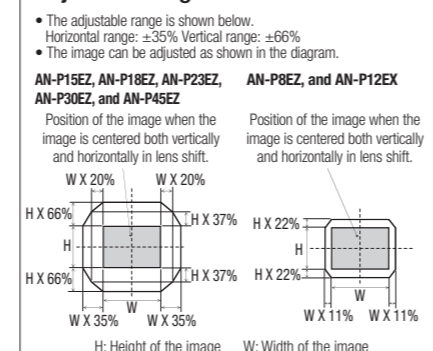 • The adjustable range is shown below.
Horizontal range: ±35% Vertical range: ±66%
• The image can be adjusted as shown in the diagram.
AN-P15EZ, AN-P18EZ, AN-P23EZ,
AN-P30EZ, and AN-P45EZ
Position of the image when the
image is centered both vertically
and horizontally in lens shift.
W X 20% W X 20%
H X 66%
H X 37%
H
H X 66%
H X 37%
W
W X 35% W X 35%
AN-P8EZ, and AN-P12EX
Position of the image when the
image is centered both vertically
and horizontally in lens shift.
H X 22%
H
H X 22%
W
W X 11% W X 11%
H: Height of the image W: Width of the image